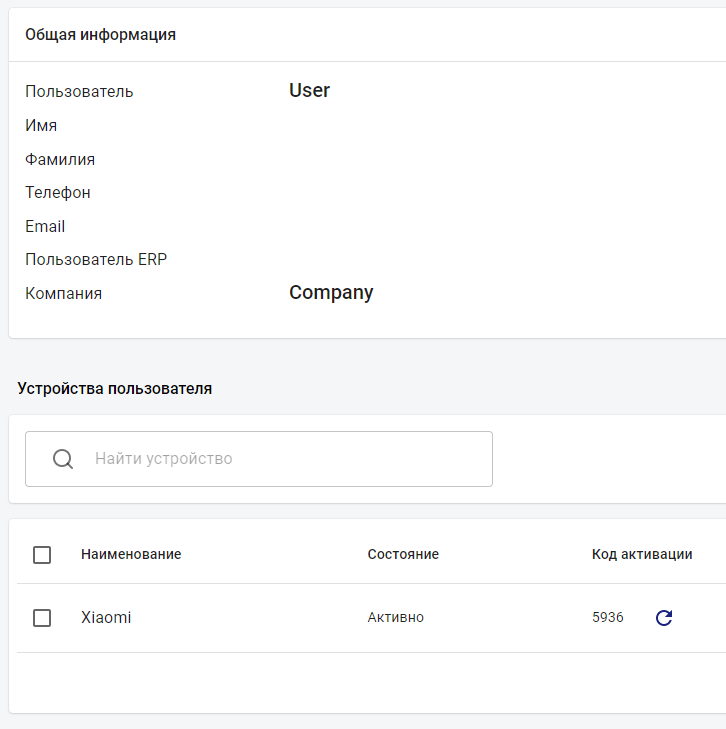 Общая информация
Пользователь User
Имя
Фамилия
Телефон
Email
Пользователь ERP
Компания Company
Устройства пользователя
Найти устройство
Наименование Состояние Код активации
Xiaomi Активно 5936